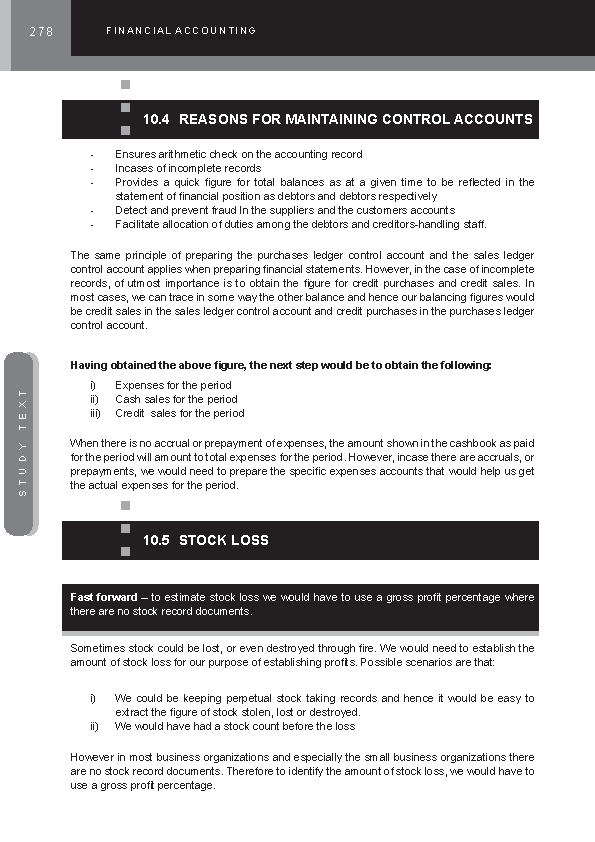 278
FINANCIAL ACCOUNTING
10.4 REASONS FOR MAINTAINING CONTROL ACCOUNTS
- Ensures arithmetic check on the accounting record
- Incases of incomplete records
- Provides a quick figure for total balances as at a given time to be reflected in the
statement of financial position as debtors and debtors respectively
- Detect and prevent fraud In the suppliers and the customers accounts
- Facilitate allocation of duties among the debtors and creditors-handling staff.
The same principle of preparing the purchases ledger control account and the sales ledger
control account applies when preparing financial statements. However, in the case of incomplete
records, of utmost importance is to obtain the figure for credit purchases and credit sales. In
most cases, we can trace in some way the other balance and hence our balancing figures would
be credit sales in the sales ledger control account and credit purchases in the purchases ledger
control account.
Having obtained the above figure, the next step would be to obtain the following:
i) Expenses for the period
ii) Cash sales for the period
iii) Credit sales for the period
When there is no accrual or prepayment of expenses, the amount shown in the cashbook as paid
for the period will amount to total expenses for the period. However, incase there are accruals, or
prepayments, we would need to prepare the specific expenses accounts that would help us get
the actual expenses for the period.
STUDY TEXT
10.5 STOCK LOSS
Fast forward – to estimate stock loss we would have to use a gross profit percentage where
there are no stock record documents.
Sometimes stock could be lost, or even destroyed through fire. We would need to establish the
amount of stock loss for our purpose of establishing profits. Possible scenarios are that:
i) We could be keeping perpetual stock taking records and hence it would be easy to
extract the figure of stock stolen, lost or destroyed.
ii) We would have had a stock count before the loss
However in most business organizations and especially the small business organizations there
are no stock record documents. Therefore to identify the amount of stock loss, we would have to
use a gross profit percentage.